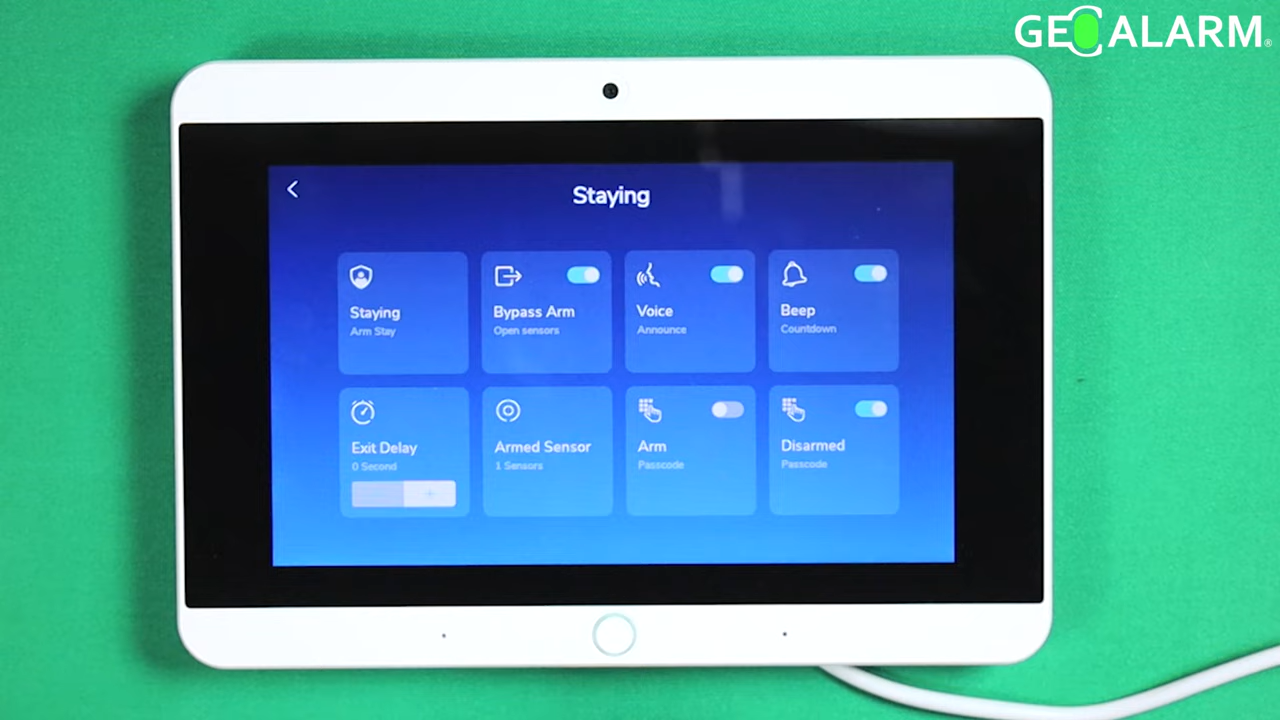 GEOALARM®
Staying
Staying
Arm Stay
Bypass Arm
Open sensors
Voice
Announce
Beep
Countdown
Exit Delay
0 Second
+
Armed Sensor
1 Sensors
Arm
Passcode
Disarmed
Passcode